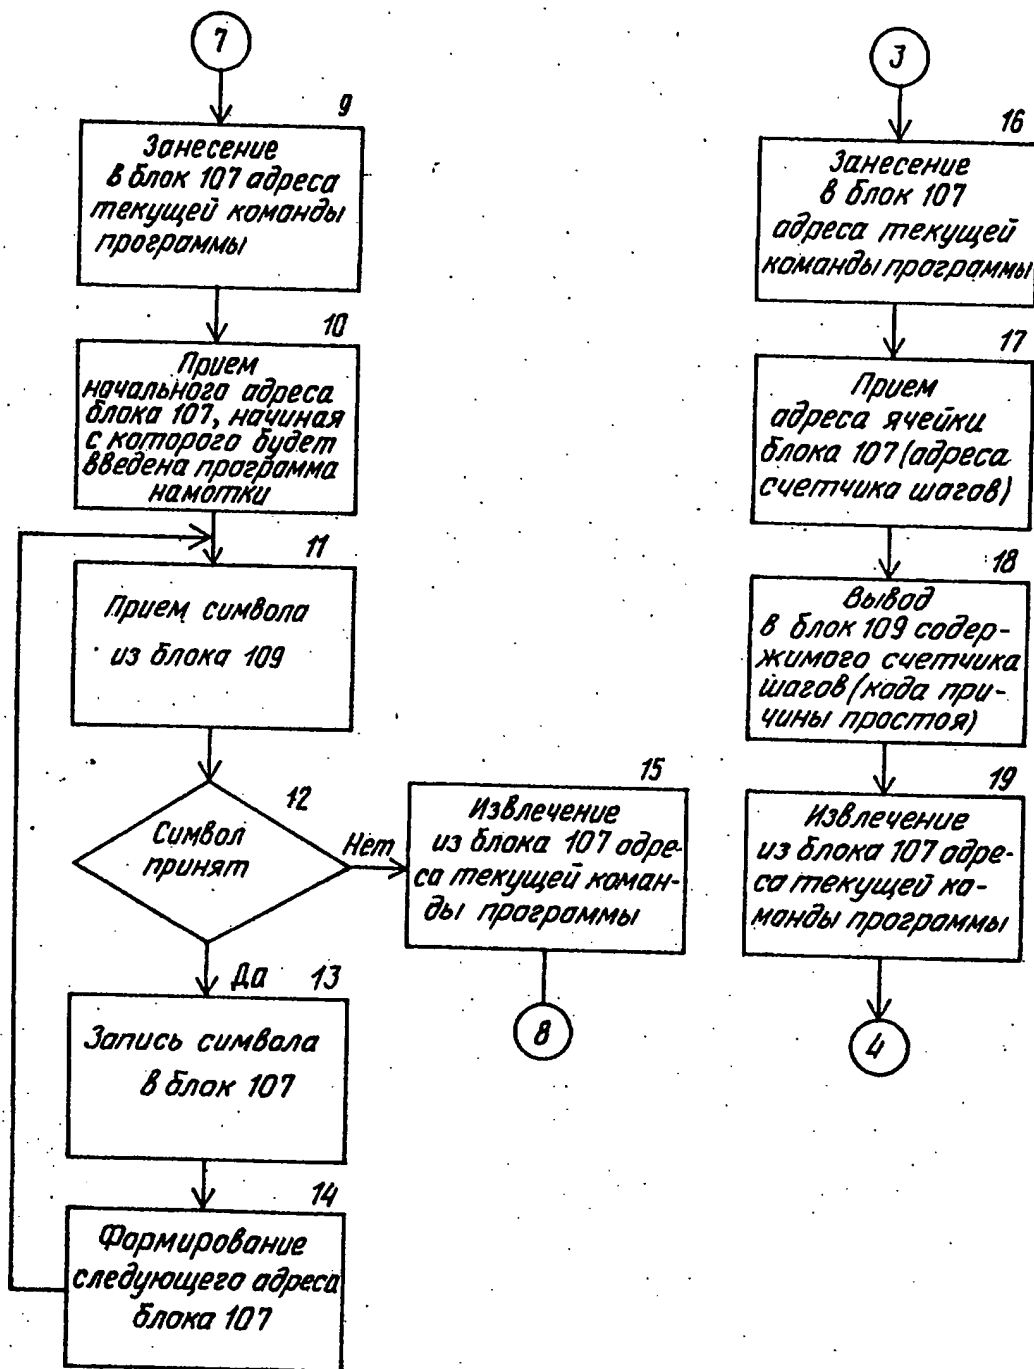 7
9
Занесение
в блок 107 адреса
текущей команды
программы
10
Прием
начального адреса
блока 107, начиная
с которого будет
введена программа
намотки
11
Прием символа
из блока 109
12
Символ
принят
Нет
Да
13
Запись символа
в блок 107
14
Формирование
следующего адреса
блока 107
15
Извлечение
из блока 107 адре-
са текущей коман-
ды программы
8
3
16
Занесение
в блок 107
адреса текущей
команды программы
17
Прием
адреса ячейки
блока 107 (адреса
счетчика шагов)
18
Вывод
в блок 109 содер-
жимого счетчика
шагов (кода при-
чины простоя)
19
Извлечение
из блока 107 адре-
са текущей ко-
манды программы
4